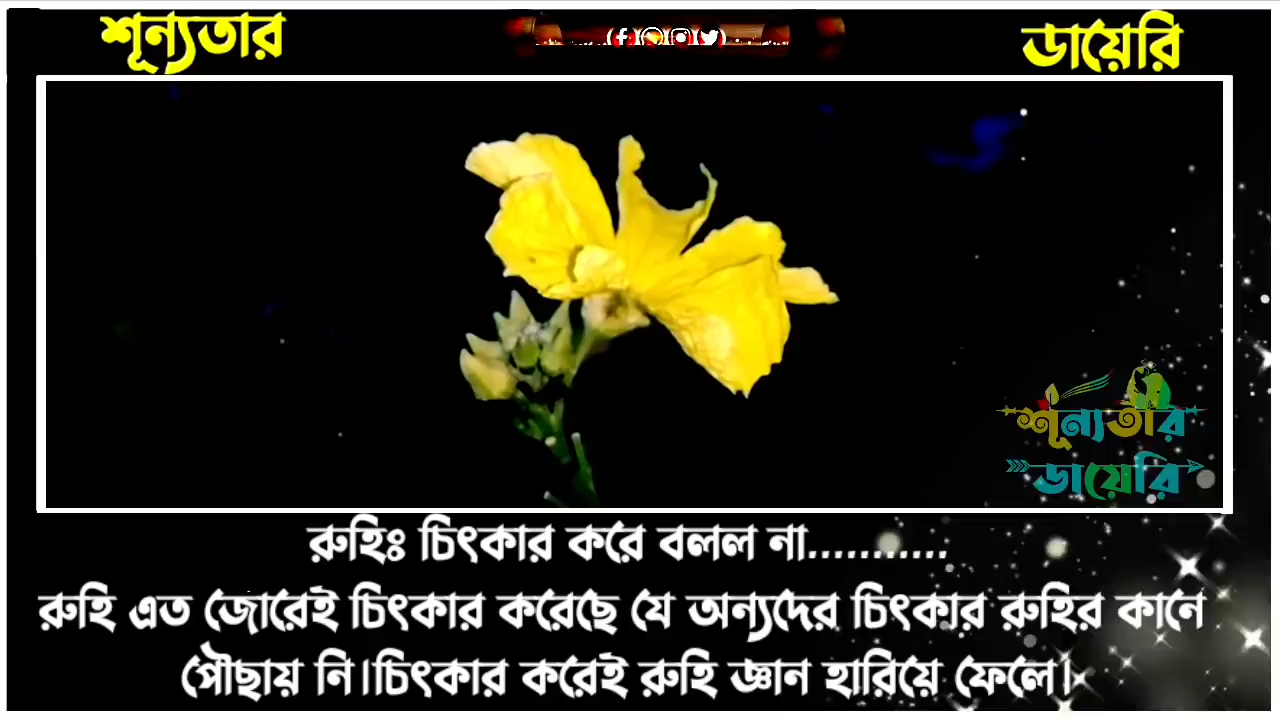 শূন্যতার ডায়েরি
শূন্যতার
ডায়েরি
রুহিঃ চিৎকার করে বলল না...........
রুহি এত জোরেই চিৎকার করেছে যে অন্যদের চিৎকার রুহির কানে
পৌছায় নি।চিৎকার করেই রুহি জ্ঞান হারিয়ে ফেলে।